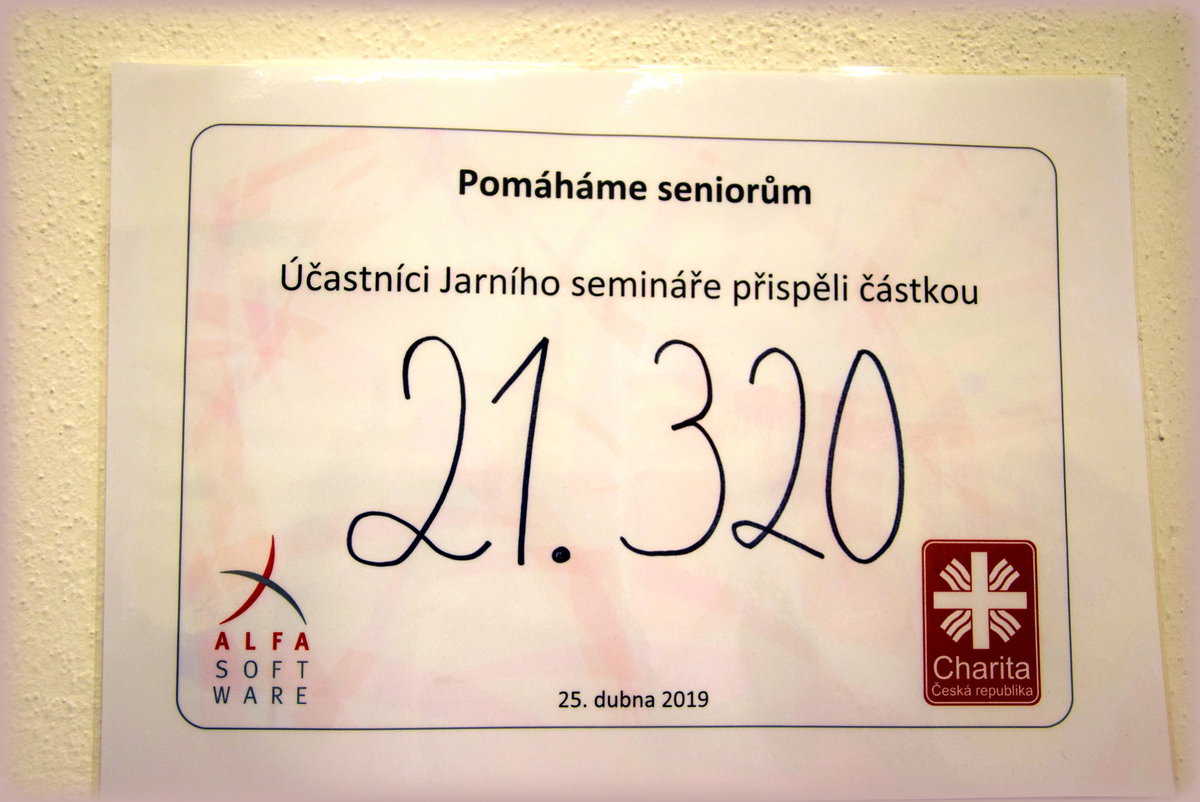 Pomáháme seniorům
Účastníci Jarního semináře přispěli částkou
21.320
ALFA
SOFT
WARE
Charita
Česká republika
25. dubna 2019